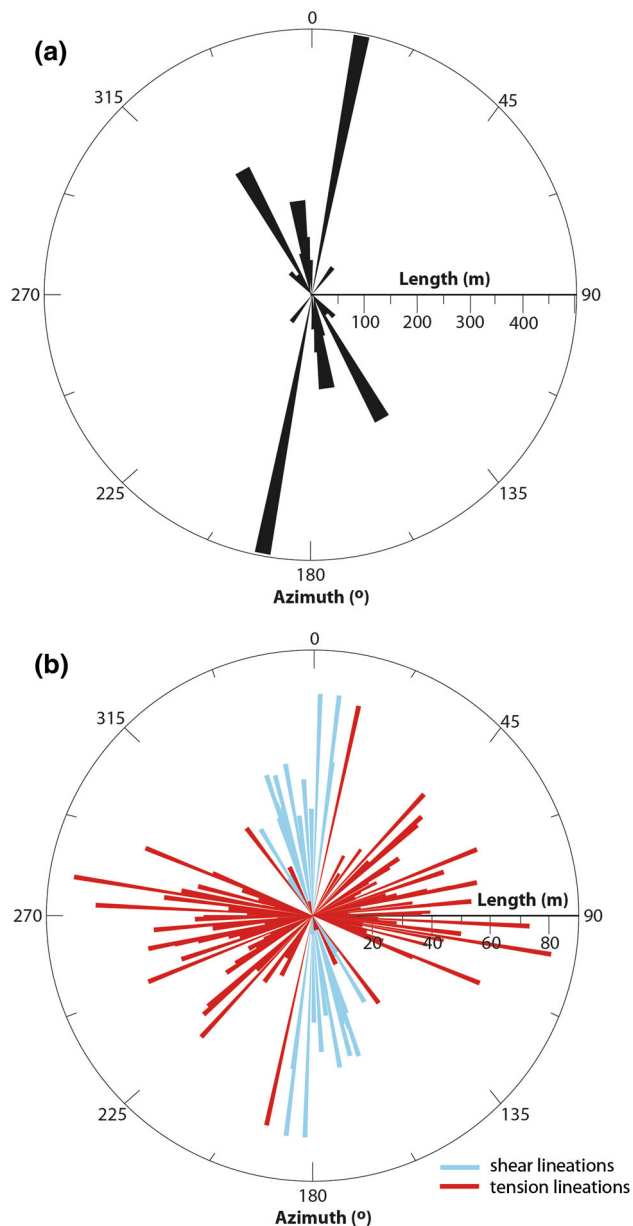 (a)
0
315
45
Length (m)
270
90
100 200 300 400
225
135
180
Azimuth (º)
(b)
0
315
45
Length (m)
270
90
20 40 60 80
225
135
180
Azimuth (º)
shear lineations
tension lineations